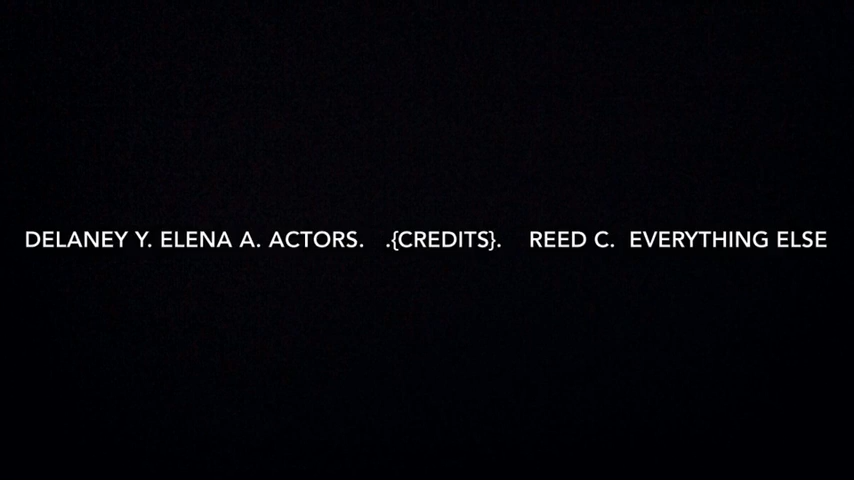 DELANEY Y. ELENA A. ACTORS.   .{CREDITS}.    REED C.  EVERYTHING ELSE